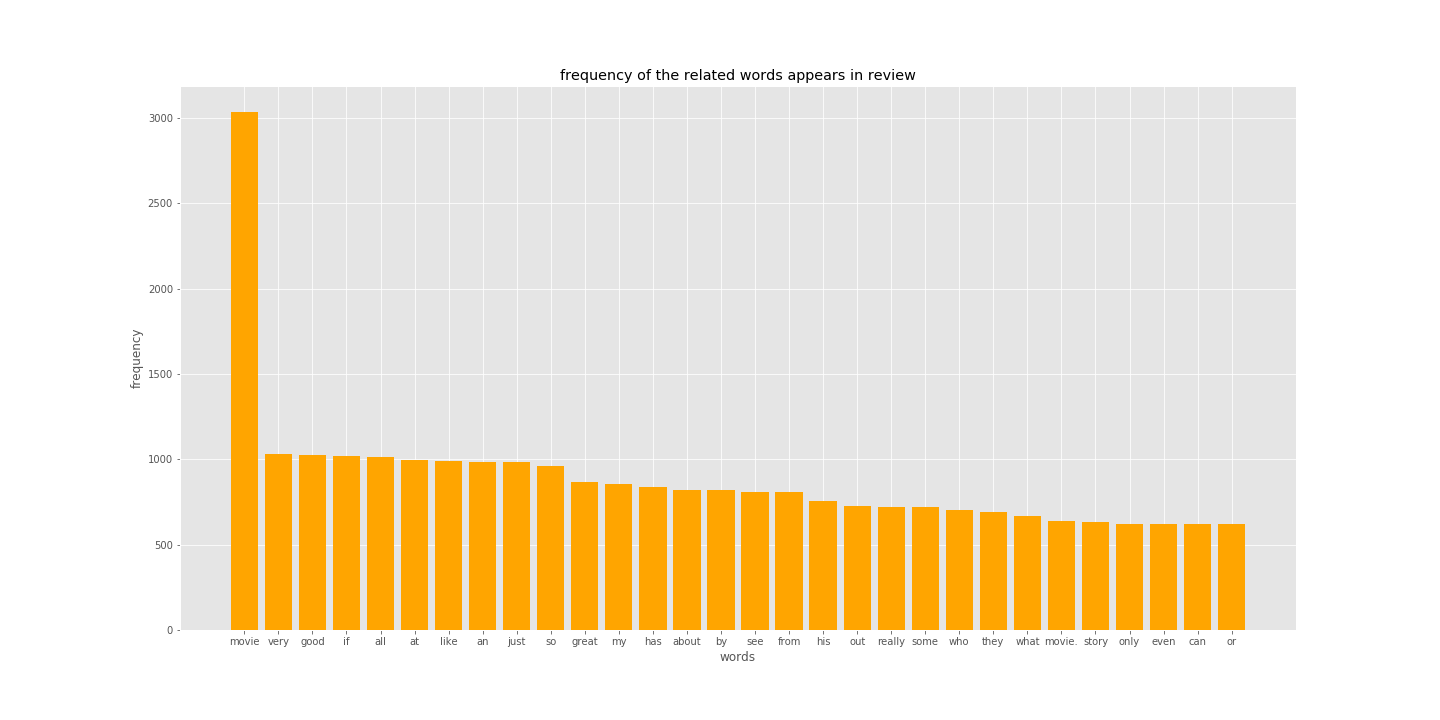 frequency of the related words appears in review
3000
2500
2000
1500
1000
500
0
frequency
movie very good if all at like an just so great my has about by see from his out really some who they what movie. story only even can or
words